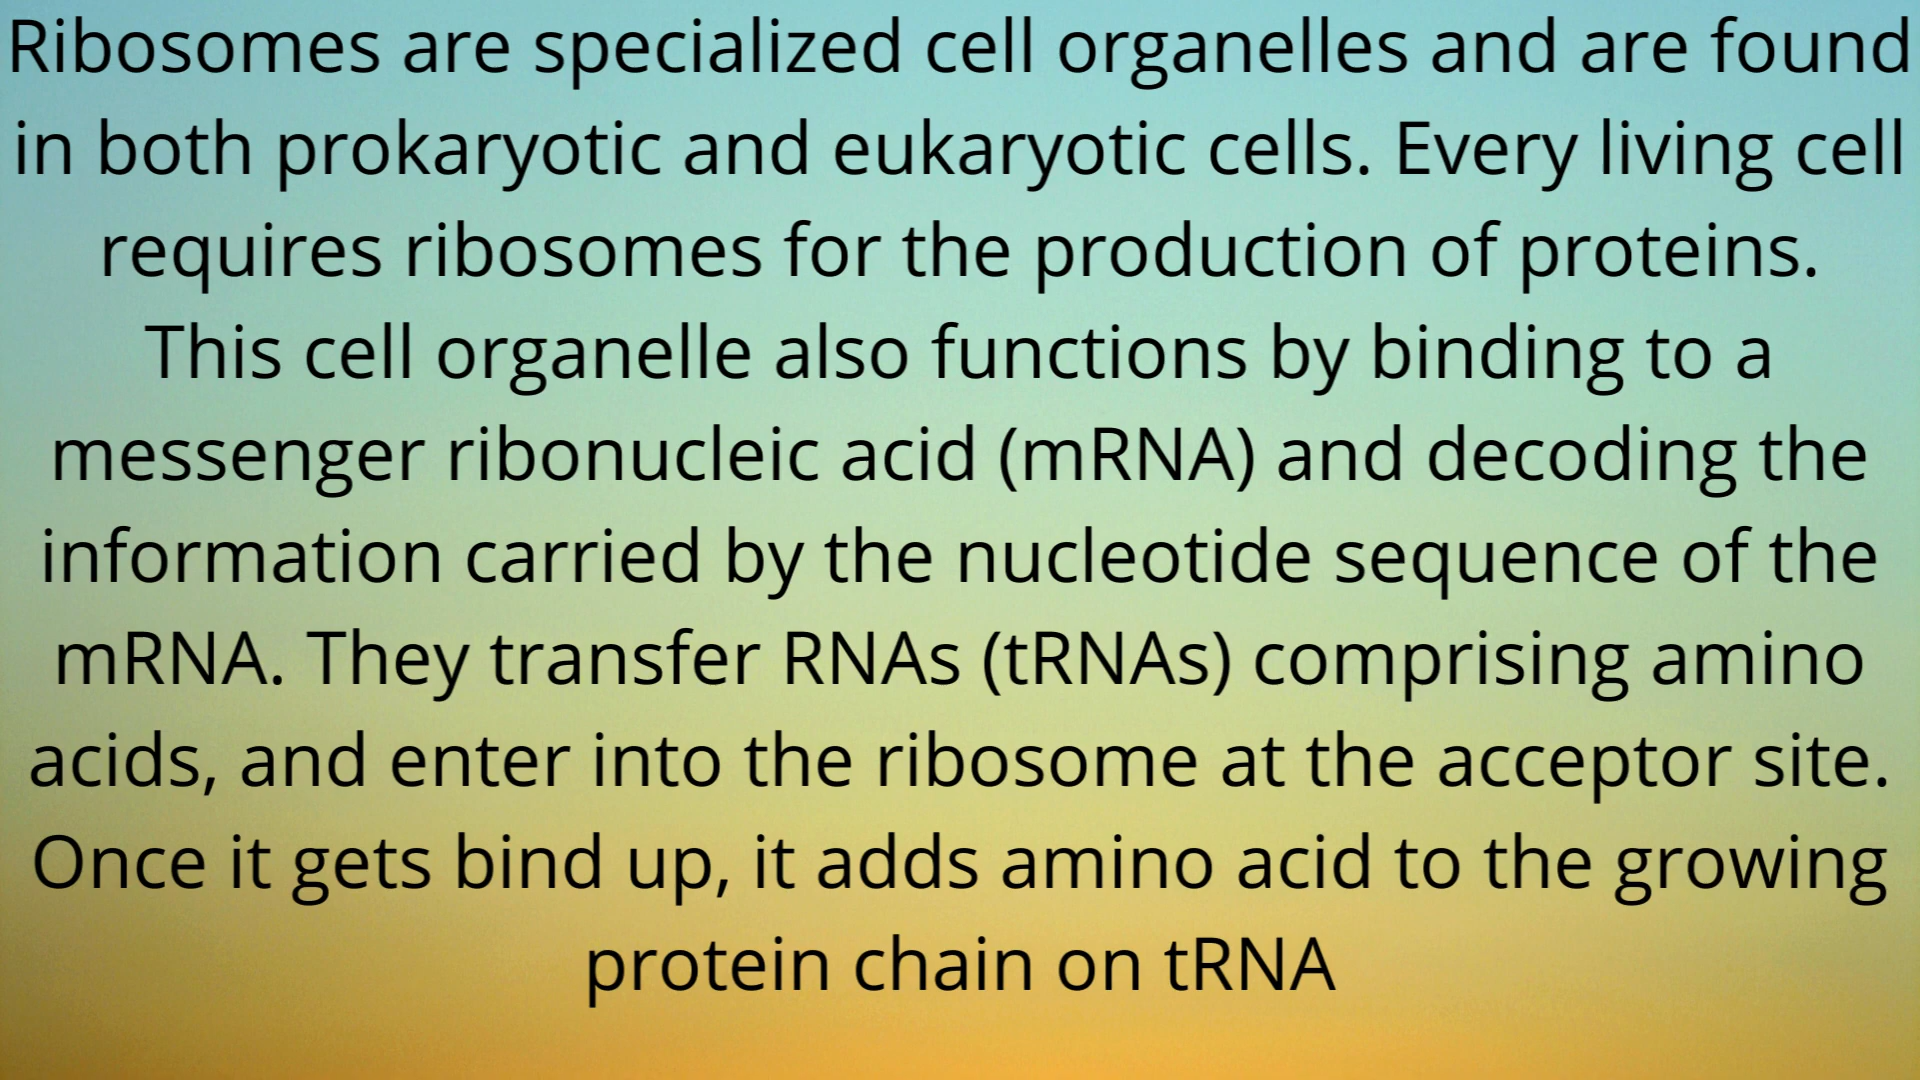 Ribosomes are specialized cell organelles and are found
in both prokaryotic and eukaryotic cells. Every living cell
requires ribosomes for the production of proteins.
This cell organelle also functions by binding to a
messenger ribonucleic acid (mRNA) and decoding the
information carried by the nucleotide sequence of the
mRNA. They transfer RNAs (tRNAs) comprising amino
acids, and enter into the ribosome at the acceptor site.
Once it gets bind up, it adds amino acid to the growing
protein chain on tRNA